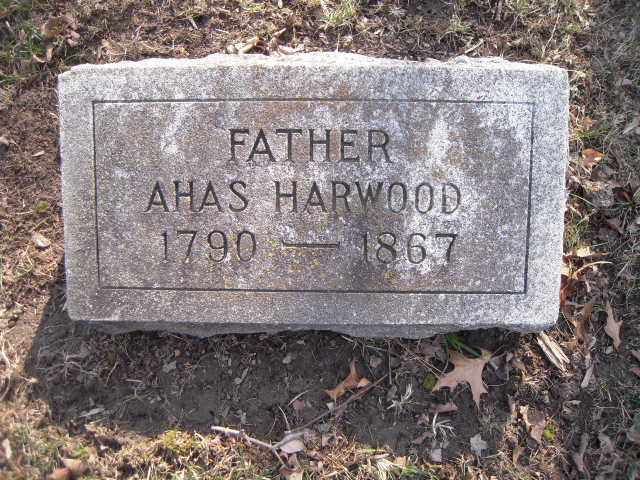 FATHER
AHAS HARWOOD
1790 — 1867